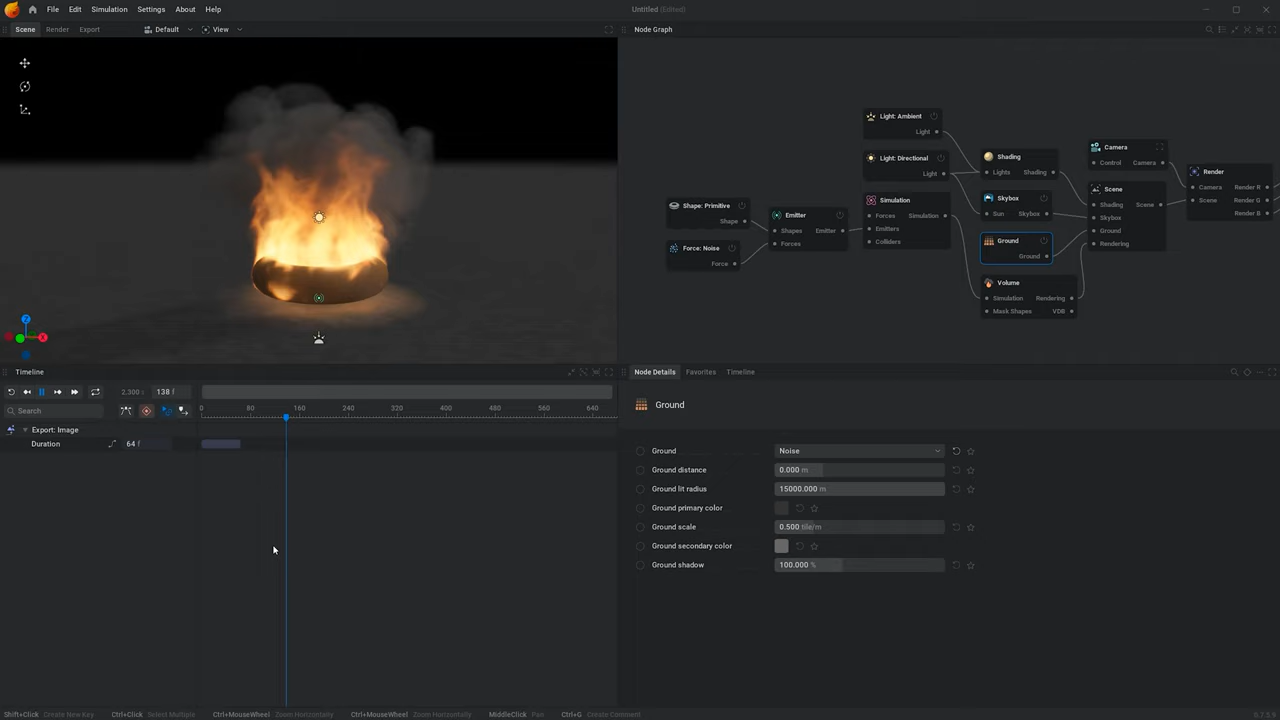 File Edit Simulation Settings About Help
Untitled (Edited)
Scene Render Export Default View
Node Graph
Light: Ambient
Light
Light: Directional
Light
Shading
Lights Shading
Camera
Control Camera
Render
Camera Render R
Scene Render G
Render B
Simulation
Forces Simulation
Emitters
Colliders
Skybox
Sun Skybox
Scene
Shading Scene
Skybox
Ground
Rendering
Shape: Primitive
Shape
Emitter
Shapes Emitter
Forces
Force: Noise
Force
Ground
Ground
Volume
Simulation Rendering
Mask Shapes VDB
Z
X
Timeline
2,300 s 138 f
Search
0 80 160 240 320 400 480 560 640
Export: Image
Duration 64 f
Node Details Favorites Timeline
Ground
Ground Noise
Ground distance 0.000 m
Ground lit radius 15000.000 m
Ground primary color
Ground scale 0.500 tile/m
Ground secondary color
Ground shadow 100.000 %
Shift+Click Create New Key Ctrl+Click Select Multiple Ctrl+MouseWheel Zoom Horizontally Ctrl+MouseWheel Zoom Horizontally MiddleClick Pan Ctrl+G Create Comment